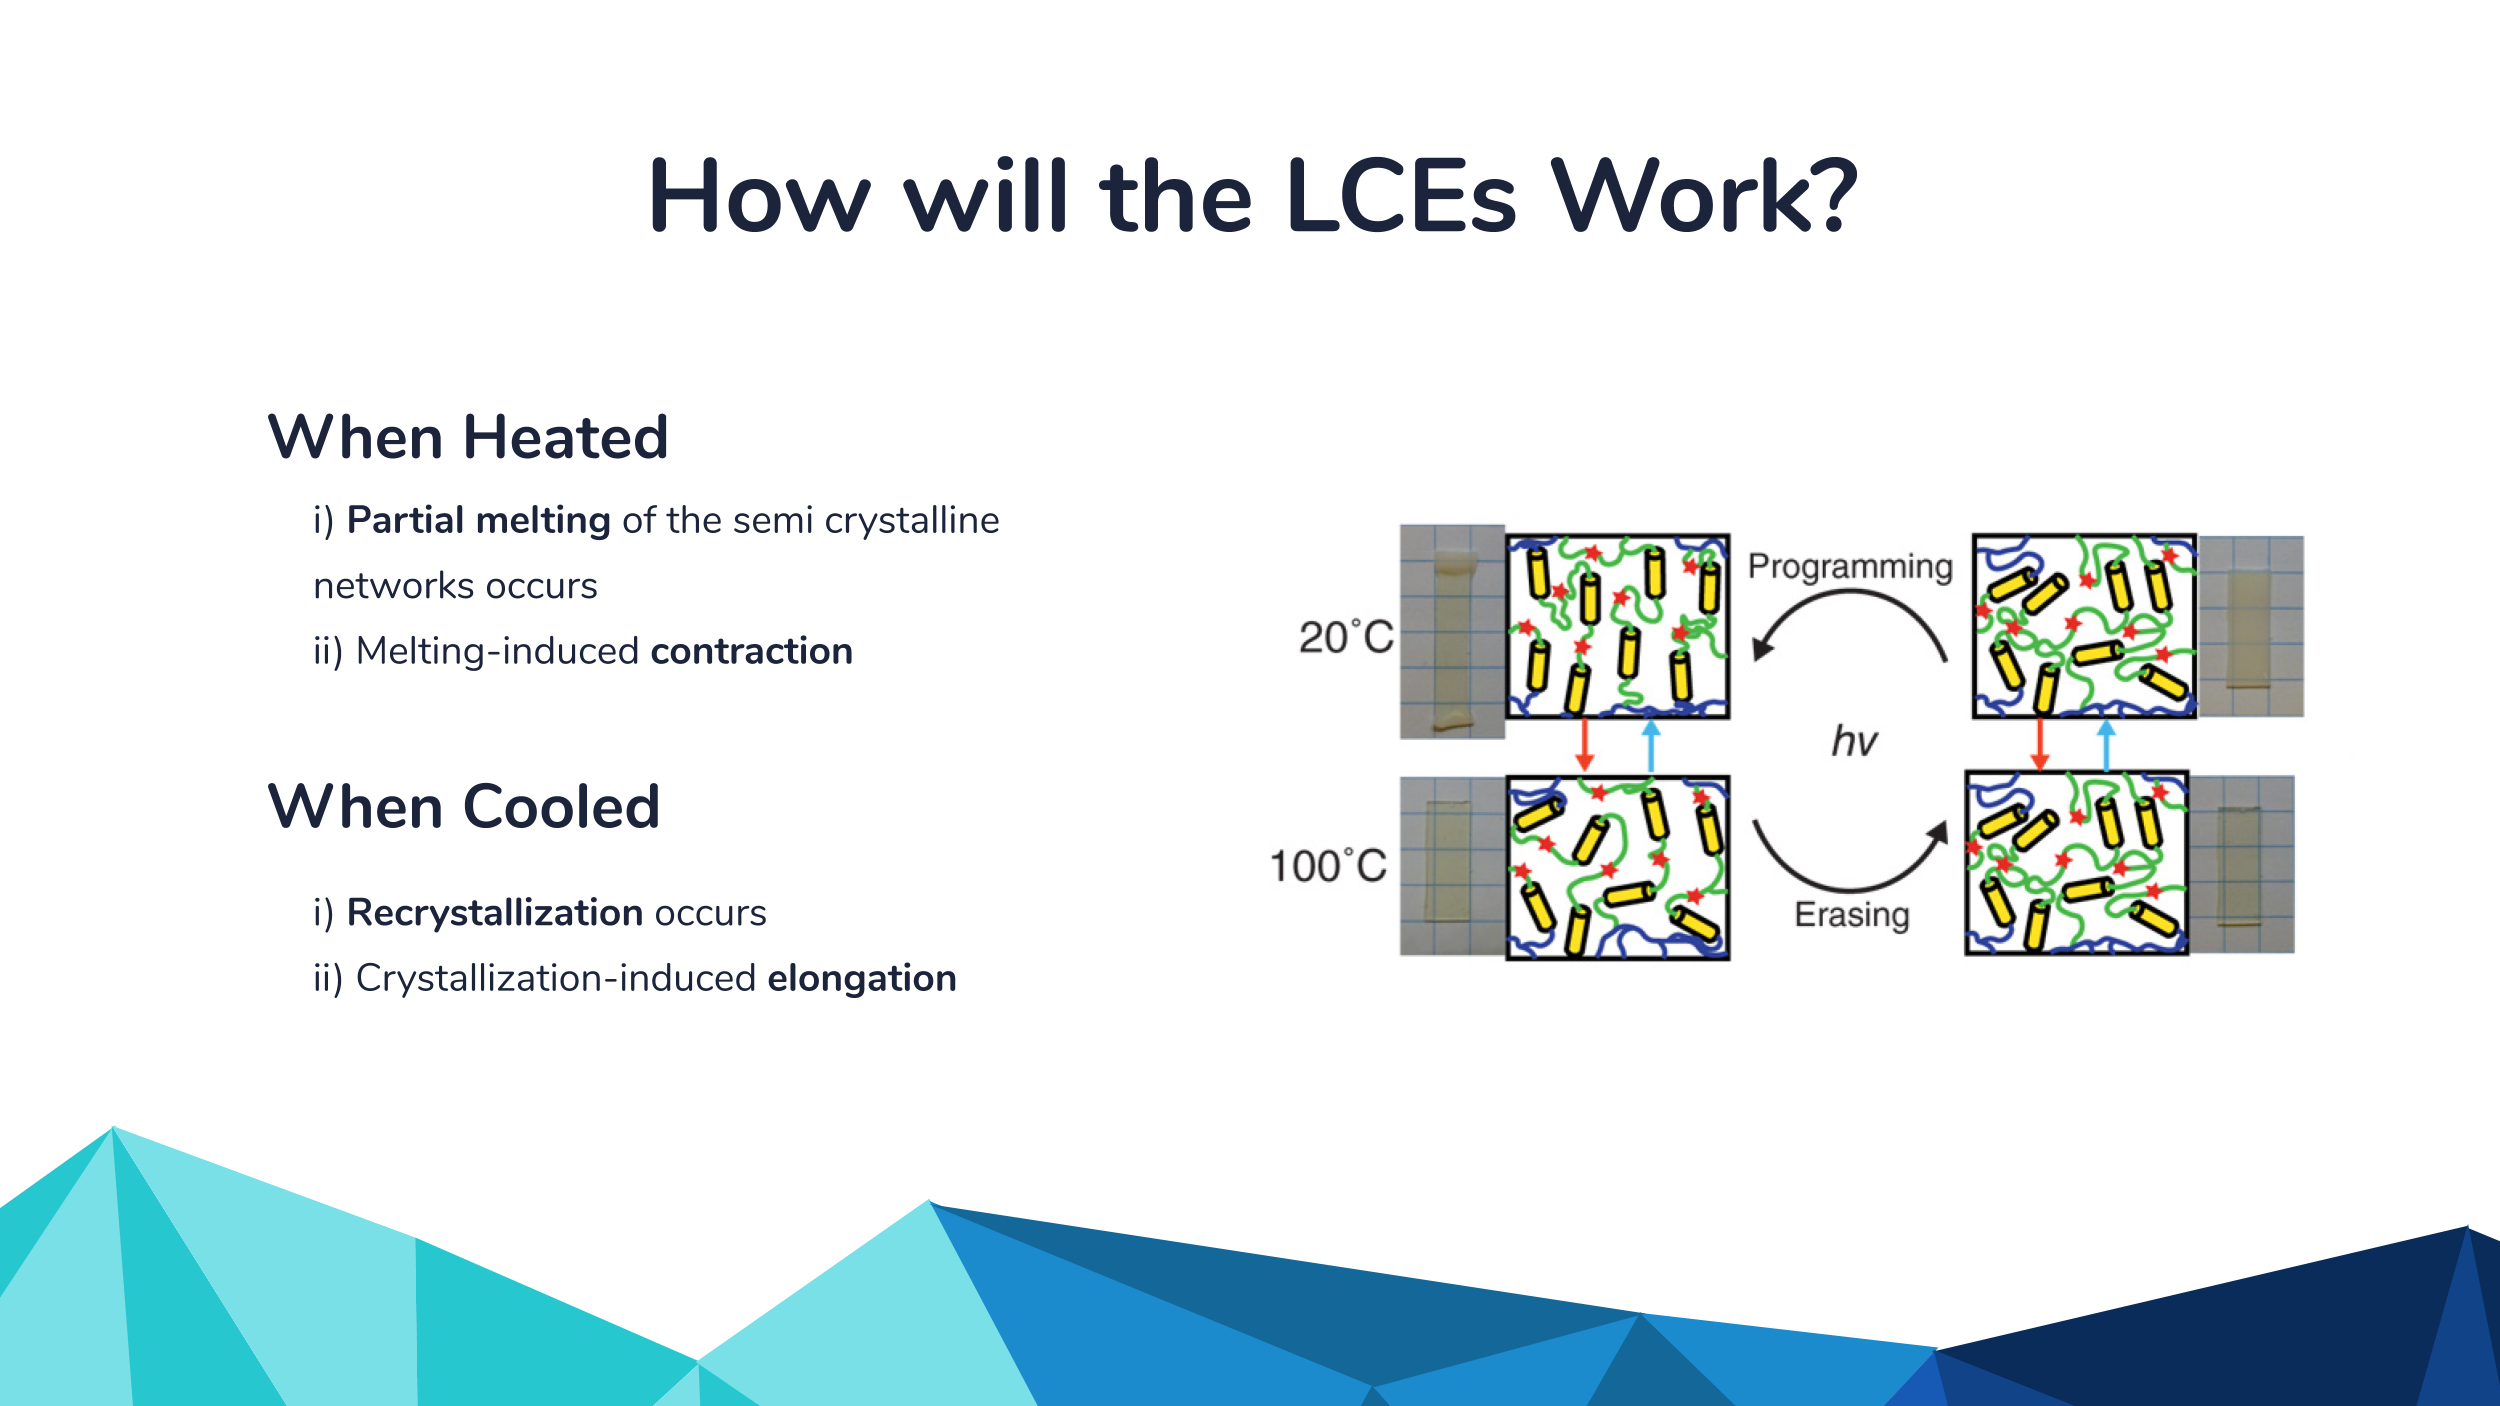 How will the LCEs Work?
When Heated
i) Partial melting of the semi crystalline
networks occurs
ii) Melting-induced contraction
When Cooled
i) Recrystallization occurs
ii) Crystallization-induced elongation
20°C
Programming
hv
100°C
Erasing